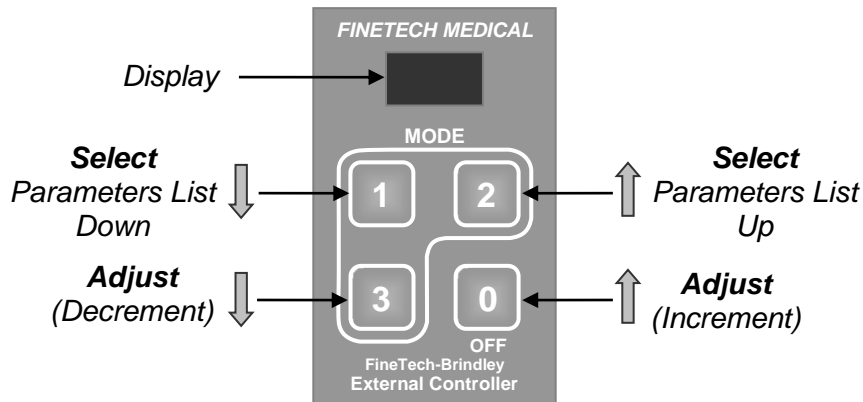 FINETECH MEDICAL
Display
MODE
Select
Parameters List
Down
1
2
Select
Parameters List
Up
Adjust
(Decrement)
3
0
Adjust
(Increment)
OFF
FineTech-Brindley
External Controller